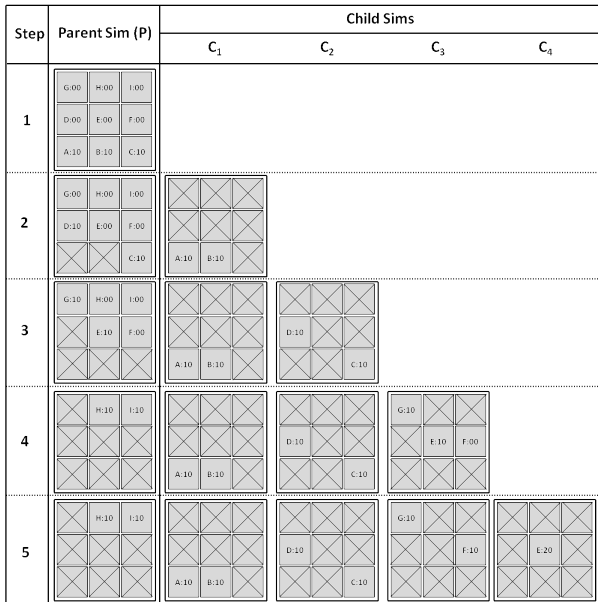 Step Parent Sim (P) Child Sims
C1 C2 C3 C4
G:00 H:00 I:00
D:00 E:00 F:00
1
A:10 B:10 C:10
G:00 H:00 I:00
D:10 E:00 F:00
2
C:10 A:10 B:10
G:10 H:00 I:00
3 E:10 F:00 D:10
A:10 B:10 C:10
H:10 I:10 G:10
4 D:10 E:10 F:00
A:10 B:10 C:10
H:10 I:10 G:10
5 D:10 F:10 E:20
A:10 B:10 C:10